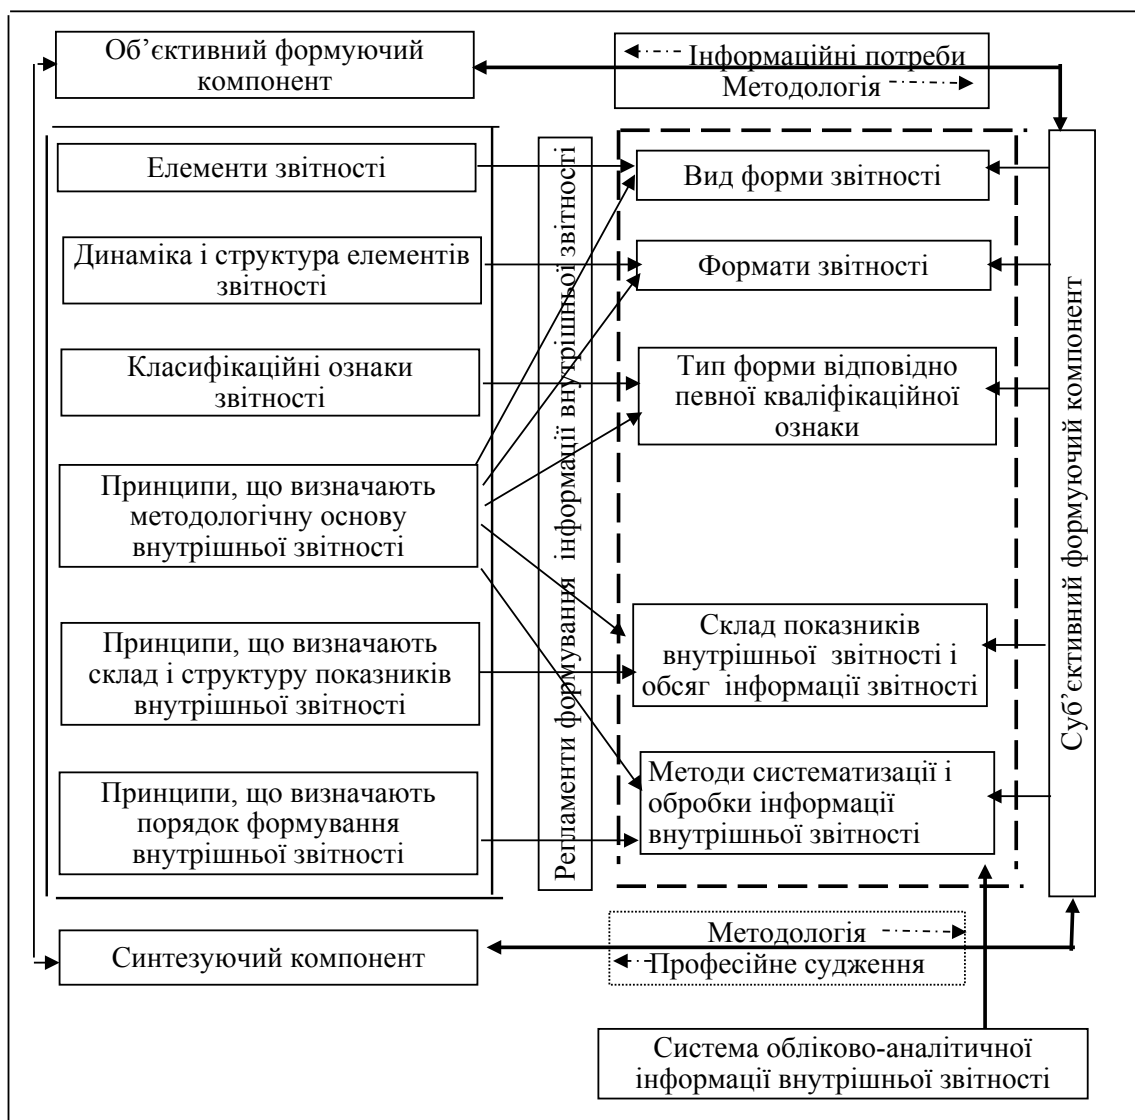 Об’єктивний формуючий
компонент
Інформаційні потреби
Методологія
Елементи звітності
Динаміка і структура елементів
звітності
Класифікаційні ознаки
звітності
Принципи, що визначають
методологічну основу
внутрішньої звітності
Принципи, що визначають
склад і структуру показників
внутрішньої звітності
Принципи, що визначають
порядок формування
внутрішньої звітності
Регламенти формування інформації внутрішньої звітності
Вид форми звітності
Формати звітності
Тип форми відповідно
певної кваліфікаційної
ознаки
Склад показників
внутрішньої звітності і
обсяг інформації звітності
Методи систематизації і
обробки інформації
внутрішньої звітності
Суб’єктивний формуючий компонент
Синтезуючий компонент
Методологія
Професійне судження
Система обліково-аналітичної
інформації внутрішньої звітності